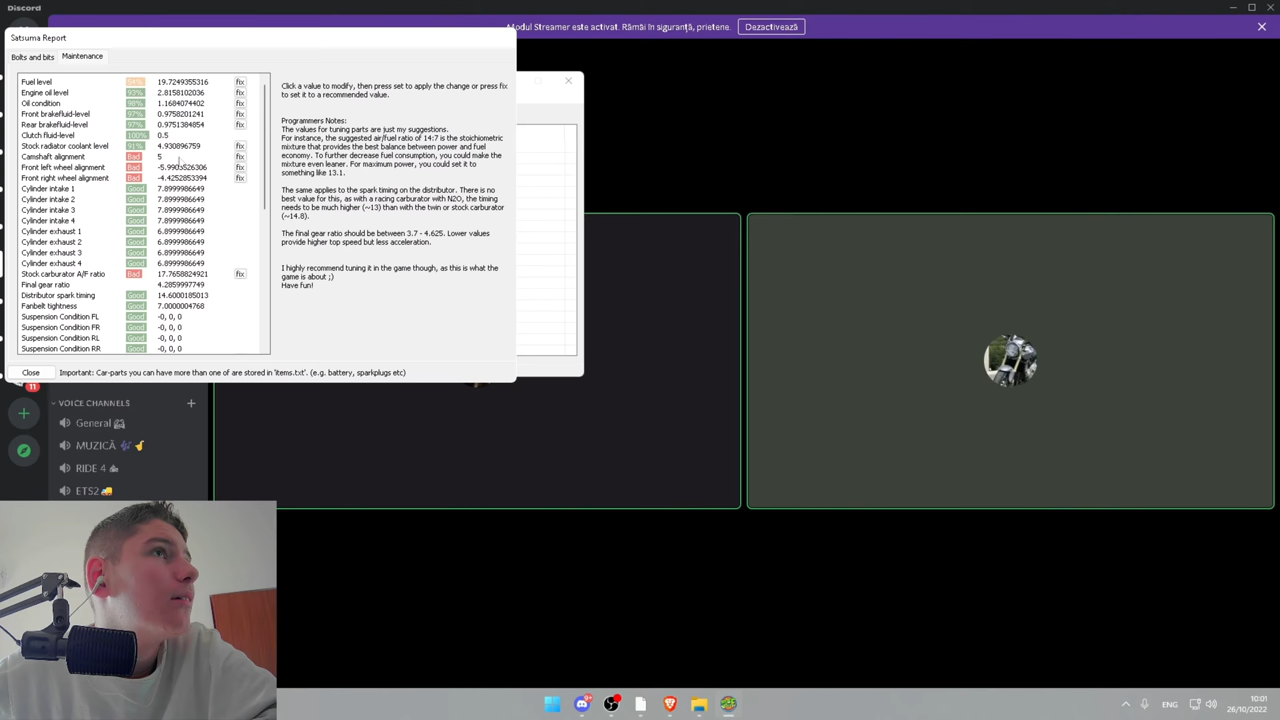 Discord
Modul Streamer este activat. Rămâi în siguranță, prietene.
Dezactivează
Satsuma Report
Bolts and bits
Maintenance
Fuel level 19.7249355316 fix
Engine oil level 93% 2.8158102036 fix
Oil condition 98% 1.1684074402 fix
Front brakefluid-level 97% 0.9758201241 fix
Rear brakefluid-level 97% 0.9751384854 fix
Clutch fluid-level 100% 0.5
Stock radiator coolant level 91% 4.930896759 fix
Camshaft alignment Bad 5 fix
Front left wheel alignment Bad -5.9903526306 fix
Front right wheel alignment Bad -4.4252853394 fix
Cylinder intake 1 Good 7.8999986649
Cylinder intake 2 Good 7.8999986649
Cylinder intake 3 Good 7.8999986649
Cylinder intake 4 Good 7.8999986649
Cylinder exhaust 1 Good 6.8999986649
Cylinder exhaust 2 Good 6.8999986649
Cylinder exhaust 3 Good 6.8999986649
Cylinder exhaust 4 Good 6.8999986649
Stock carburator A/F ratio Bad 17.7658824921 fix
Final gear ratio 4.2859997749
Distributor spark timing Good 14.6000185013
Fanbelt tightness Good 7.0000004768
Suspension Condition FL Good -0, 0, 0
Suspension Condition FR Good -0, 0, 0
Suspension Condition RL Good -0, 0, 0
Suspension Condition RR Good -0, 0, 0
Click a value to modify, then press set to apply the change or press fix
to set it to a recommended value.
Programmers Notes:
The values for tuning parts are just my suggestions.
For instance, the suggested air/fuel ratio of 14:7 is the stoichiometric
mixture that provides the best balance between power and fuel
economy. To further decrease fuel consumption, you could make the
mixture even leaner. For maximum power, you could set it to
something like 13.1.
The same applies to the spark timing on the distributor. There is no
best value for this, as with a racing carburator with N2O, the timing
needs to be much higher (~13) than with the twin or stock carburator
(~14.8).
The final gear ratio should be between 3.7 - 4.625. Lower values
provide higher top speed but less acceleration.
I highly recommend tuning it in the game though, as this is what the
game is about ;)
Have fun!
Close
Important: Car-parts you can have more than one of are stored in 'items.txt'. (e.g. battery, sparkplugs etc)
11
VOICE CHANNELS
General
MUZICĂ
RIDE 4
ETS2
ENG
10:01
26/10/2022